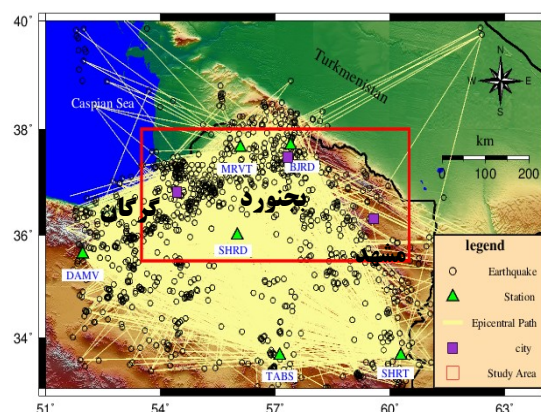 40°
38°
36°
34°
51°
54°
57°
60°
63°
Turkmenistan
Caspian Sea
N
W
E
S
km
0
100
200
MRVT
BJRD
گرگان
بجنورد
SHRD
مشهد
DAMV
TABS
SHRT
legend
Earthquake
Station
Epicentral Path
city
Study Area